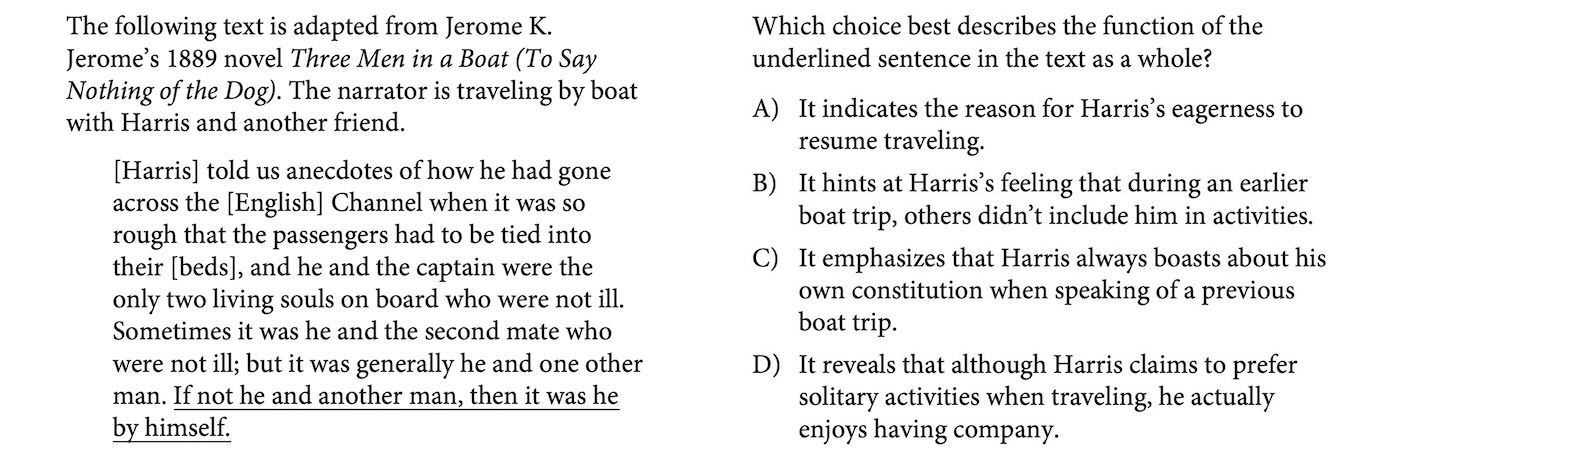 The following text is adapted from Jerome K.
Jerome’s 1889 novel Three Men in a Boat (To Say
Nothing of the Dog). The narrator is traveling by boat
with Harris and another friend.
[Harris] told us anecdotes of how he had gone
across the [English] Channel when it was so
rough that the passengers had to be tied into
their [beds], and he and the captain were the
only two living souls on board who were not ill.
Sometimes it was he and the second mate who
were not ill; but it was generally he and one other
man. If not he and another man, then it was he
by himself.
Which choice best describes the function of the
underlined sentence in the text as a whole?
A) It indicates the reason for Harris’s eagerness to
resume traveling.
B) It hints at Harris’s feeling that during an earlier
boat trip, others didn’t include him in activities.
C) It emphasizes that Harris always boasts about his
own constitution when speaking of a previous
boat trip.
D) It reveals that although Harris claims to prefer
solitary activities when traveling, he actually
enjoys having company.